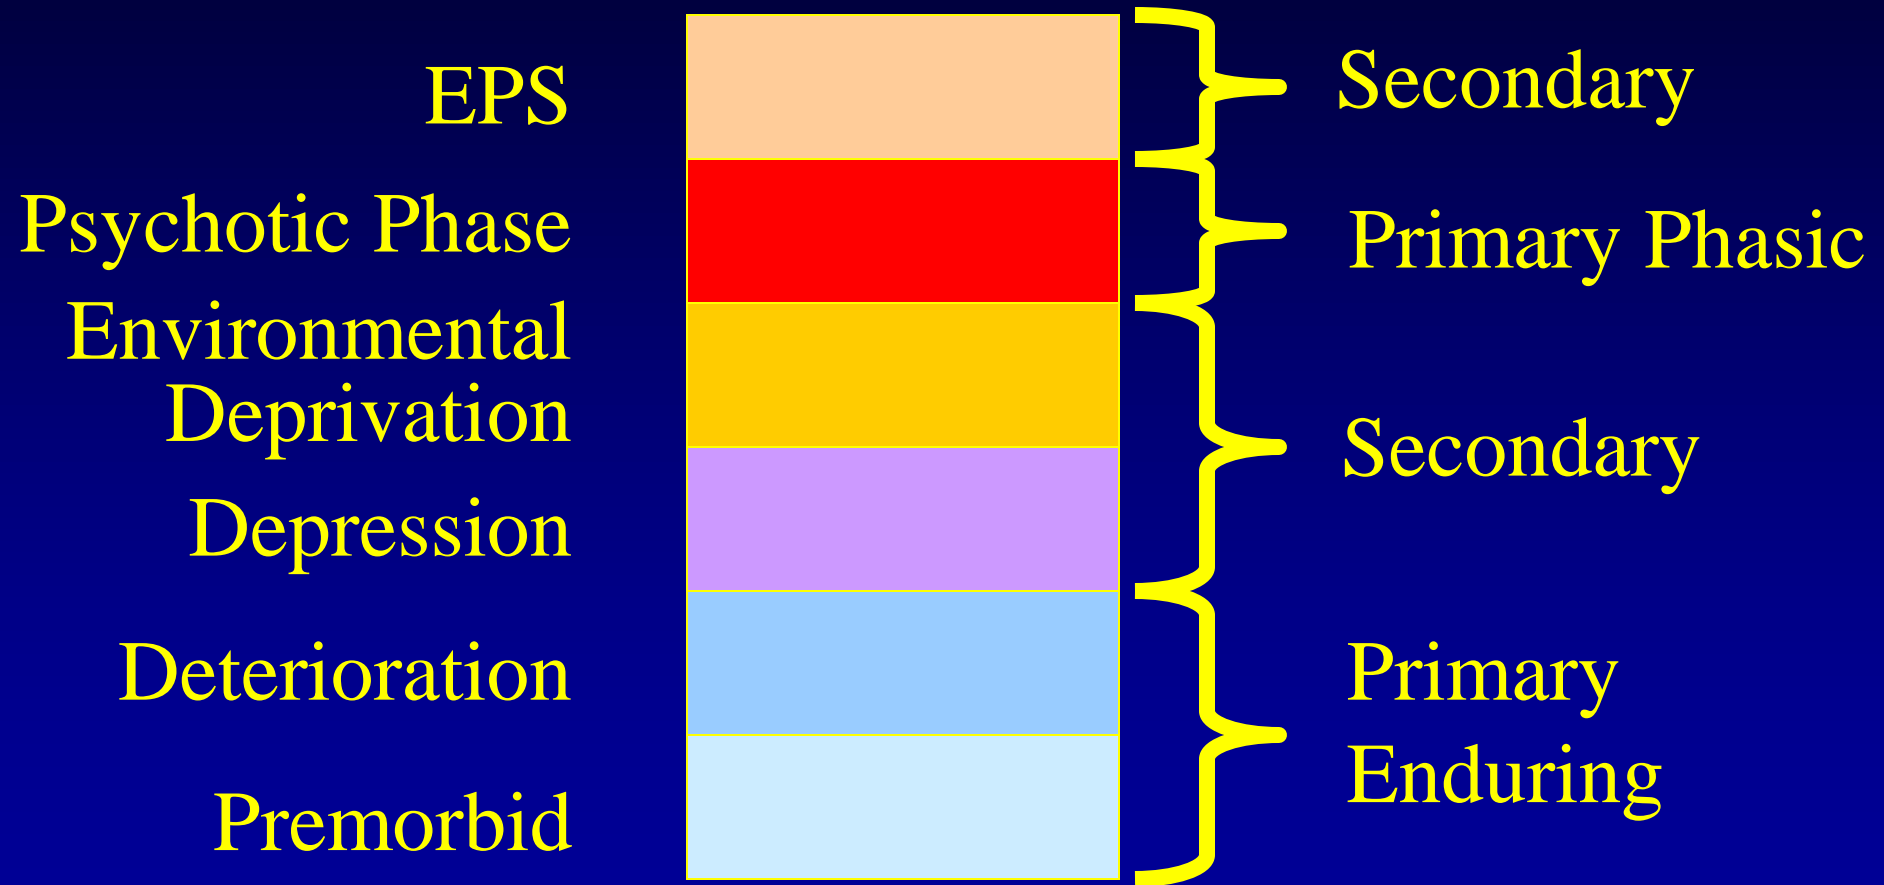 EPS
Psychotic Phase
Environmental
Deprivation
Depression
Deterioration
Premorbid
Secondary
Primary Phasic
Secondary
Primary
Enduring